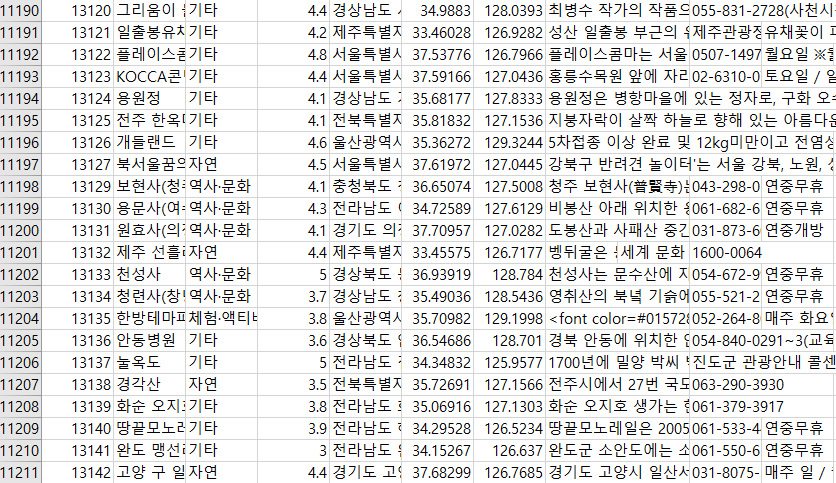 11190 13120 그리움이 기타 4.4 경상남도 34.9883 128.0393 최병수 작가의 작품으 055-831-2728(사천시
11191 13121 일출봉유채 기타 4.2 제주특별자 33.46028 126.9282 성산 일출봉 부근의 유 제주관광정 유채꽃이 피
11192 13122 플레이스콤 기타 4.8 서울특별시 37.53776 126.7966 플레이스콤마는 서울 0507-1497 월요일 ※
11193 13123 KOCCA콘 기타 4.4 서울특별시 37.59166 127.0436 홍릉수목원 앞에 자리 02-6310-0 토요일 / 일
11194 13124 용원정 기타 4.1 경상남도 35.68177 127.8333 용원정은 병항마을에 있는 정자로, 구화 오수
11195 13125 전주 한옥마 기타 4.1 전북특별자 35.81832 127.1536 지붕자락이 살짝 하늘로 향해 있는 아름다운
11196 13126 개들랜드 기타 4.6 울산광역시 35.36272 129.3244 5차접종 이상 완료 및 12kg미만이고 전염성
11197 13127 북서울꿈의 자연 4.5 서울특별시 37.61972 127.0445 강북구 반려견 놀이터'는 서울 강북, 노원, 성
11198 13129 보현사(청주 역사·문화 4.1 충청북도 36.65074 127.5008 청주 보현사(普賢寺)는 043-298-0 연중무휴
11199 13130 용문사(여수 역사·문화 4.3 전라남도 34.72589 127.6129 비봉산 아래 위치한 용 061-682-6 연중무휴
11200 13131 원효사(의정 역사·문화 4.1 경기도 의정 37.70957 127.0282 도봉산과 사패산 중간 031-873-6 연중개방
11201 13132 제주 선흘리 자연 4.4 제주특별자 33.45575 126.7177 벵뒤굴은 세계 문화 1600-0064
11202 13133 천성사 역사·문화 5 경상북도 36.93919 128.784 천성사는 문수산에 자 054-672-9 연중무휴
11203 13134 청련사(창녕 역사·문화 3.7 경상남도 35.49036 128.5436 영취산의 북녘 기슭에 055-521-2 연중무휴
11204 13135 한방테마파 체험·액티비 3.8 울산광역시 35.70982 129.1998 <font color=#015728 052-264-8 매주 화요일
11205 13136 안동병원 기타 3.6 경상북도 안 36.54686 128.701 경북 안동에 위치한 안 054-840-0291~3(교육
11206 13137 눌옥도 기타 5 전라남도 34.34832 125.9577 1700년에 밀양 박씨 진도군 관광안내 콜센
11207 13138 경각산 자연 3.5 전북특별자 35.72691 127.1566 전주시에서 27번 국도 063-290-3930
11208 13139 화순 오지호 기타 3.8 전라남도 화 35.06916 127.1303 화순 오지호 생가는 현 061-379-3917
11209 13140 땅끝모노레 기타 3.9 전라남도 해 34.29528 126.5234 땅끝모노레일은 2005 061-533-4 연중무휴
11210 13141 완도 맹선리 기타 3 전라남도 완 34.15267 126.637 완도군 소안도에는 소 061-550-6 연중무휴
11211 13142 고양 구 일 자연 4.4 경기도 고양 37.68299 126.7685 경기도 고양시 일산서 031-8075- 매주 일 /